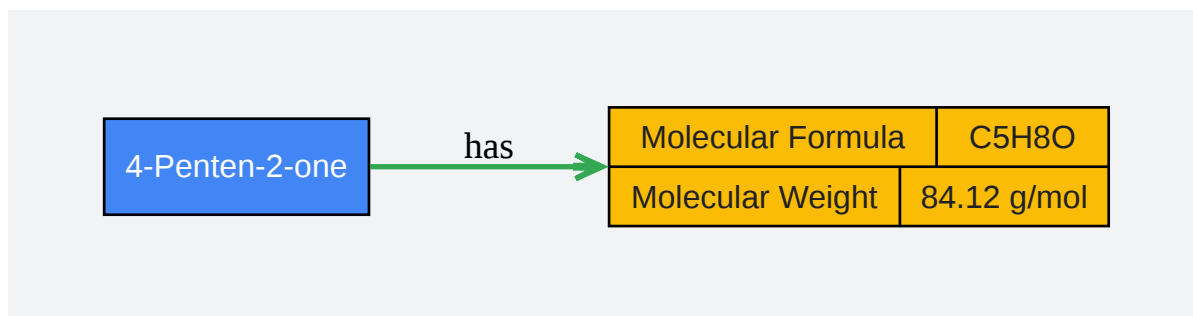 4-Penten-2-one
has
Molecular Formula C5H8O
Molecular Weight 84.12 g/mol